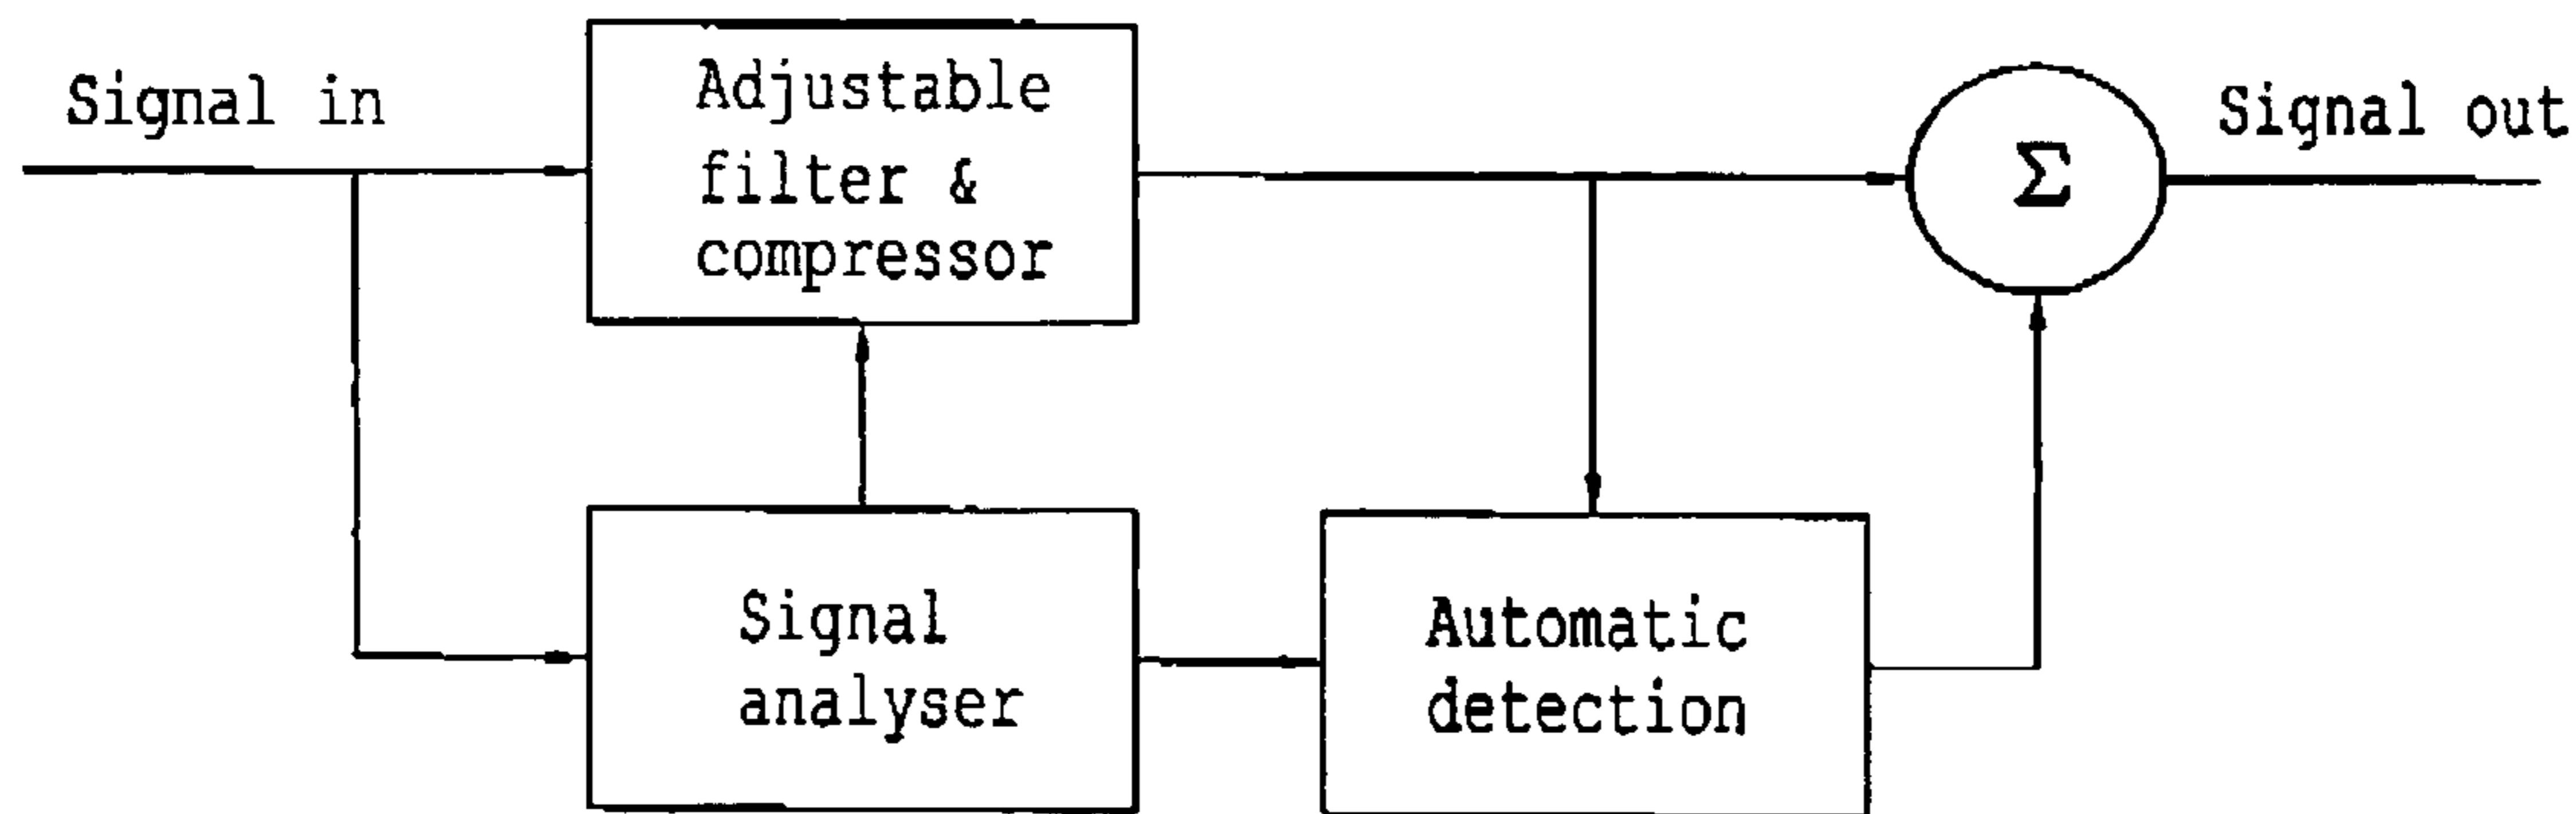 Signal in
Adjustable
filter &
compressor
Σ
Signal out
Signal
analyser
Automatic
detection